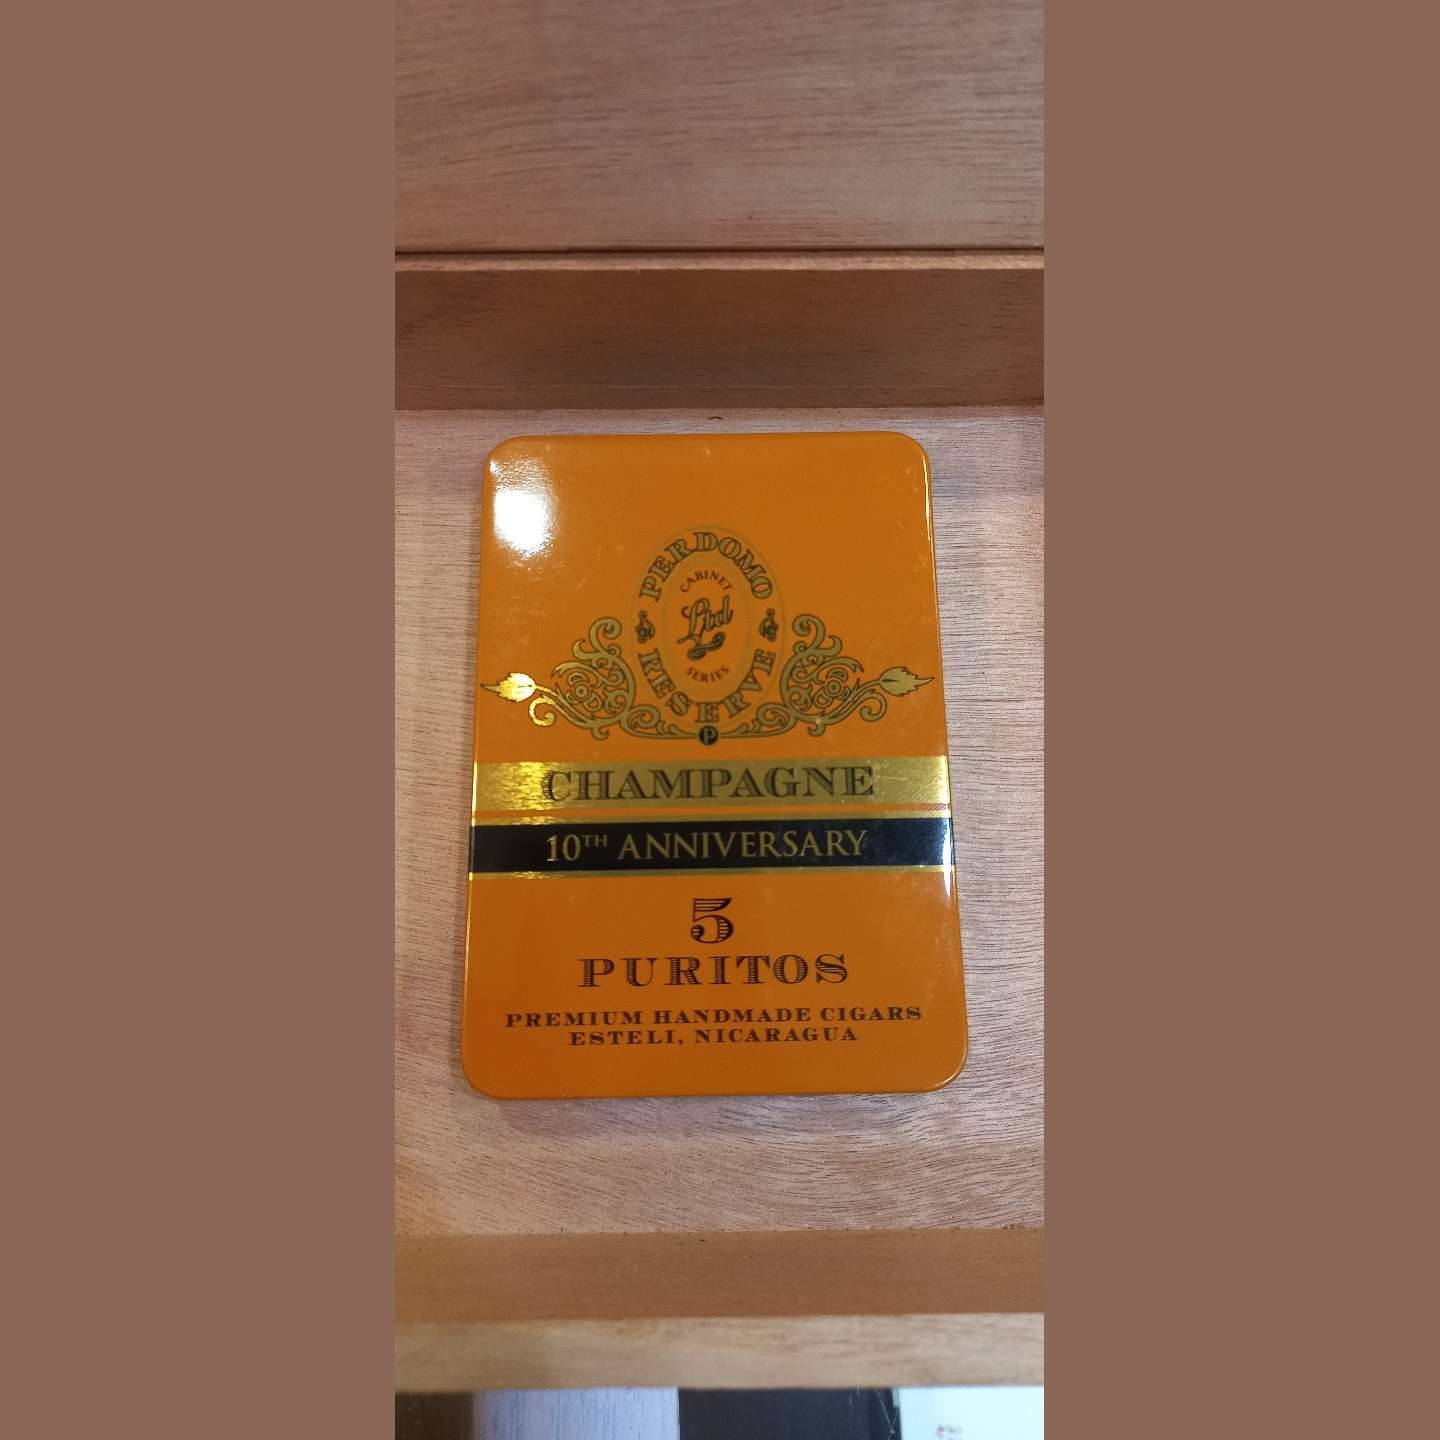 PERDOMO
CABINET
Ltd
SERIES
RESERVE
P
CHAMPAGNE
10TH ANNIVERSARY
5
PURITOS
PREMIUM HANDMADE CIGARS
ESTELI, NICARAGUA